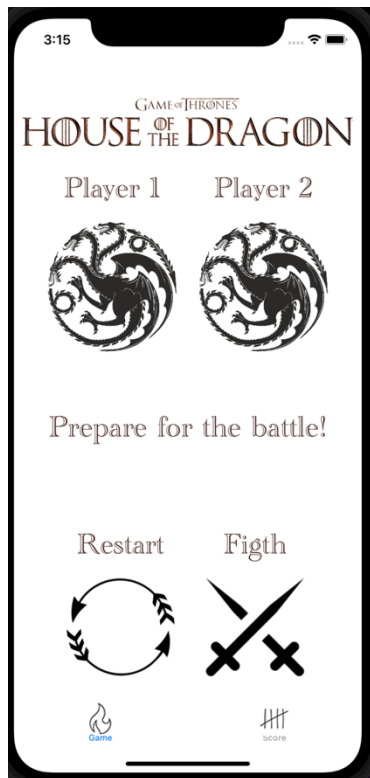 3:15
GAME OF THRONES
HOUSE OF THE DRAGON
Player 1 Player 2
Prepare for the battle!
Restart Figth
Game Score